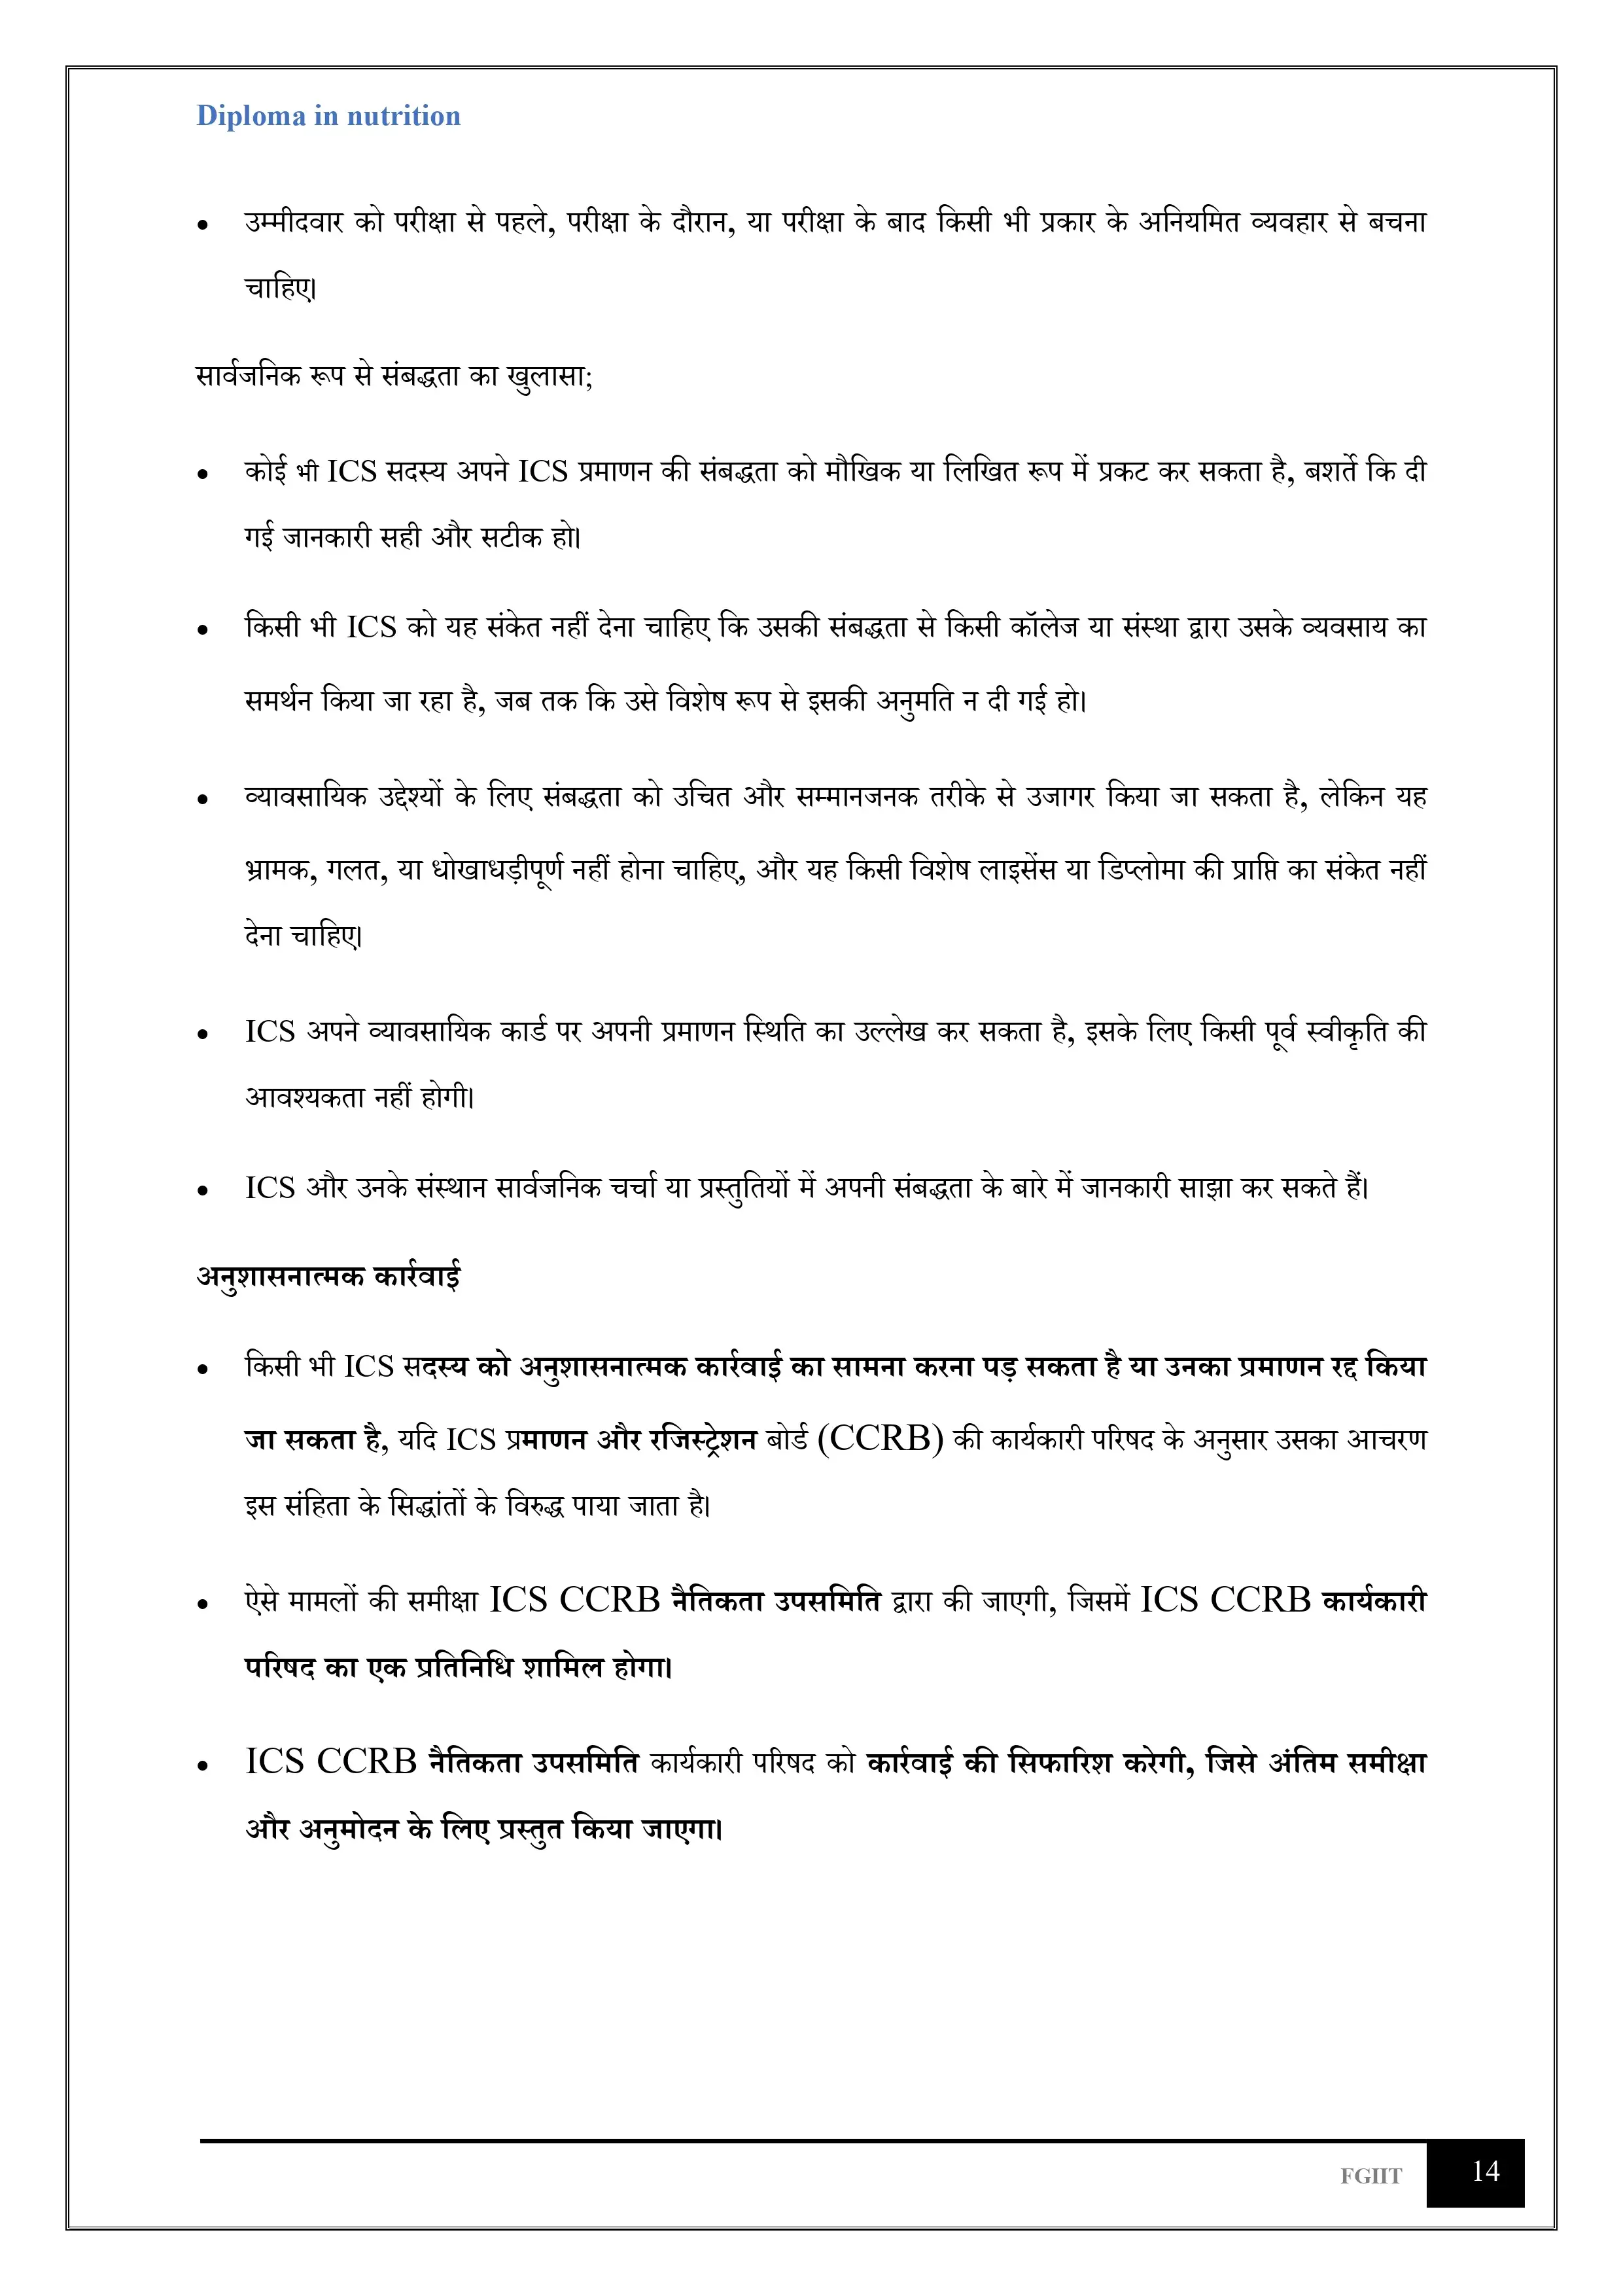 Diploma in nutrition
• उम्मीदवार को परीक्षा से पहले, परीक्षा के दौरान, या परीक्षा के बाद किसी भी प्रकार के अनियमित व्यवहार से बचना
चाहिए।
सार्वजनिक रूप से संबद्धता का खुलासा;
• कोई भी ICS सदस्य अपने ICS प्रमाणन की संबद्धता को मौखिक या लिखित रूप में प्रकट कर सकता है, बशर्ते कि दी
गई जानकारी सही और सटीक हो।
• किसी भी ICS को यह संकेत नहीं देना चाहिए कि उसकी संबद्धता से किसी कॉलेज या संस्था द्वारा उसके व्यवसाय का
समर्थन किया जा रहा है, जब तक कि उसे विशेष रूप से इसकी अनुमति न दी गई हो।
• व्यावसायिक उद्देश्यों के लिए संबद्धता को उचित और सम्मानजनक तरीके से उजागर किया जा सकता है, लेकिन यह
भ्रामक, गलत, या धोखाधड़ीपूर्ण नहीं होना चाहिए, और यह किसी विशेष लाइसेंस या डिप्लोमा की प्राप्ति का संकेत नहीं
देना चाहिए।
• ICS अपने व्यावसायिक कार्ड पर अपनी प्रमाणन स्थिति का उल्लेख कर सकता है, इसके लिए किसी पूर्व स्वीकृति की
आवश्यकता नहीं होगी।
• ICS और उनके संस्थान सार्वजनिक चर्चा या प्रस्तुतियों में अपनी संबद्धता के बारे में जानकारी साझा कर सकते हैं।
अनुशासनात्मक कार्रवाई
• किसी भी ICS सदस्य को अनुशासनात्मक कार्रवाई का सामना करना पड़ सकता है या उनका प्रमाणन रद्द किया
जा सकता है, यदि ICS प्रमाणन और रजिस्ट्रेशन बोर्ड (CCRB) की कार्यकारी परिषद के अनुसार उसका आचरण
इस संहिता के सिद्धांतों के विरुद्ध पाया जाता है।
• ऐसे मामलों की समीक्षा ICS CCRB नैतिकता उपसमिति द्वारा की जाएगी, जिसमें ICS CCRB कार्यकारी
परिषद का एक प्रतिनिधि शामिल होगा।
• ICS CCRB नैतिकता उपसमिति कार्यकारी परिषद को कार्रवाई की सिफारिश करेगी, जिसे अंतिम समीक्षा
और अनुमोदन के लिए प्रस्तुत किया जाएगा।
FGIIT 14